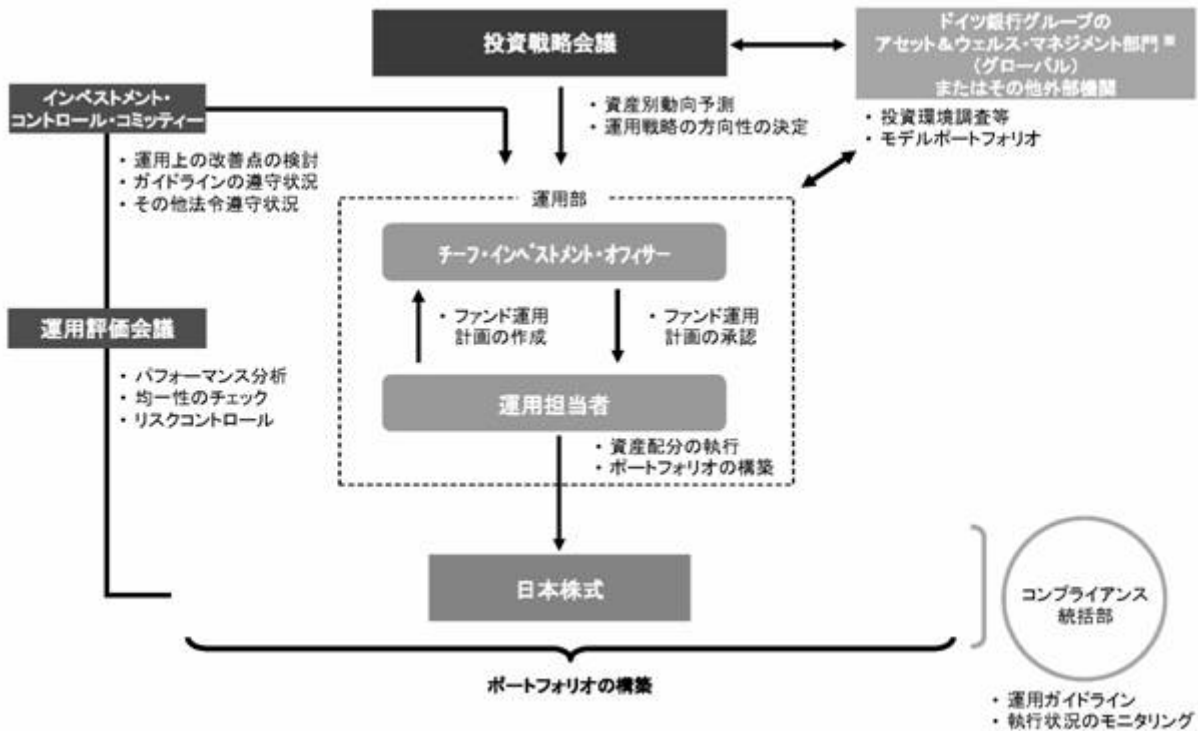 投資戦略会議
ドイツ銀行グループの
アセット&ウェルス・マネジメント部門※
(グローバル)
またはその他外部機関
・投資環境調査等
・モデルポートフォリオ
インベストメント・
コントロール・コミッティー
・運用上の改善点の検討
・ガイドラインの遵守状況
・その他法令遵守状況
・資産別動向予測
・運用戦略の方向性の決定
運用部
チーフ・インベストメント・オフィサー
・ファンド運用
計画の作成
・ファンド運用
計画の承認
運用担当者
・資産配分の執行
・ポートフォリオの構築
運用評価会議
・パフォーマンス分析
・均一性のチェック
・リスクコントロール
日本株式
ポートフォリオの構築
コンプライアンス
統括部
・運用ガイドライン
・執行状況のモニタリング